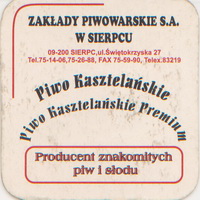 ZAKŁADY PIWOWARSKIE S.A.
W SIERPCU
09-200 SIERPC,ul.Świętokrzyska 27
Tel.75-14-06,75-26-88, FAX 75-59-90, Telex.83219
Piwo Kasztelańskie
Piwo Kasztelańskie Premium
Producent znakomitych
piw i słodu